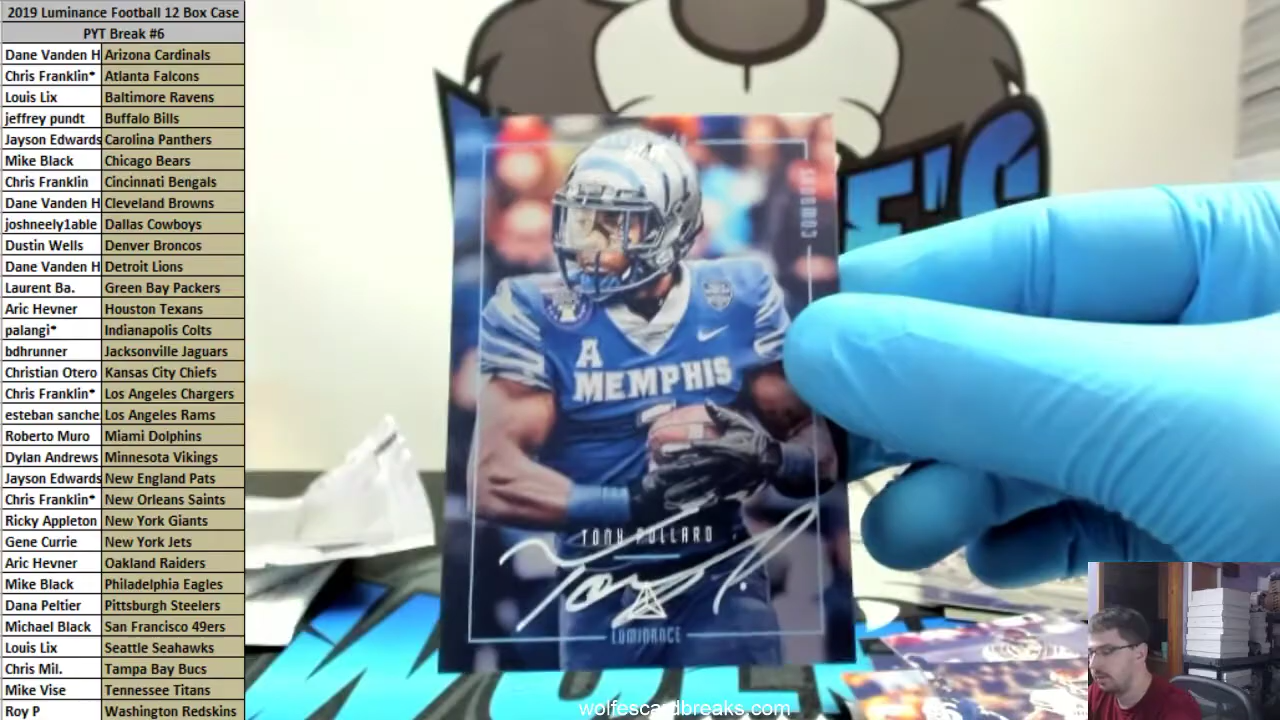 2019 Luminance Football 12 Box Case
PYT Break #6
Dane Vanden H Arizona Cardinals
Chris Franklin* Atlanta Falcons
Louis Lix Baltimore Ravens
jeffrey pundt Buffalo Bills
Jayson Edwards Carolina Panthers
Mike Black Chicago Bears
Chris Franklin Cincinnati Bengals
Dane Vanden H Cleveland Browns
joshneely1able Dallas Cowboys
Dustin Wells Denver Broncos
Dane Vanden H Detroit Lions
Laurent Ba. Green Bay Packers
Aric Hevner Houston Texans
palangi* Indianapolis Colts
bdhrunner Jacksonville Jaguars
Christian Otero Kansas City Chiefs
Chris Franklin* Los Angeles Chargers
esteban sanche Los Angeles Rams
Roberto Muro Miami Dolphins
Dylan Andrews Minnesota Vikings
Jayson Edwards New England Pats
Chris Franklin* New Orleans Saints
Ricky Appleton New York Giants
Gene Currie New York Jets
Aric Hevner Oakland Raiders
Mike Black Philadelphia Eagles
Dana Peltier Pittsburgh Steelers
Michael Black San Francisco 49ers
Louis Lix Seattle Seahawks
Chris Mil. Tampa Bay Bucs
Mike Vise Tennessee Titans
Roy P Washington Redskins
COWBOYS
MEMPHIS
TONY POLLARD
LUMINANCE
wolfescardbreaks.com